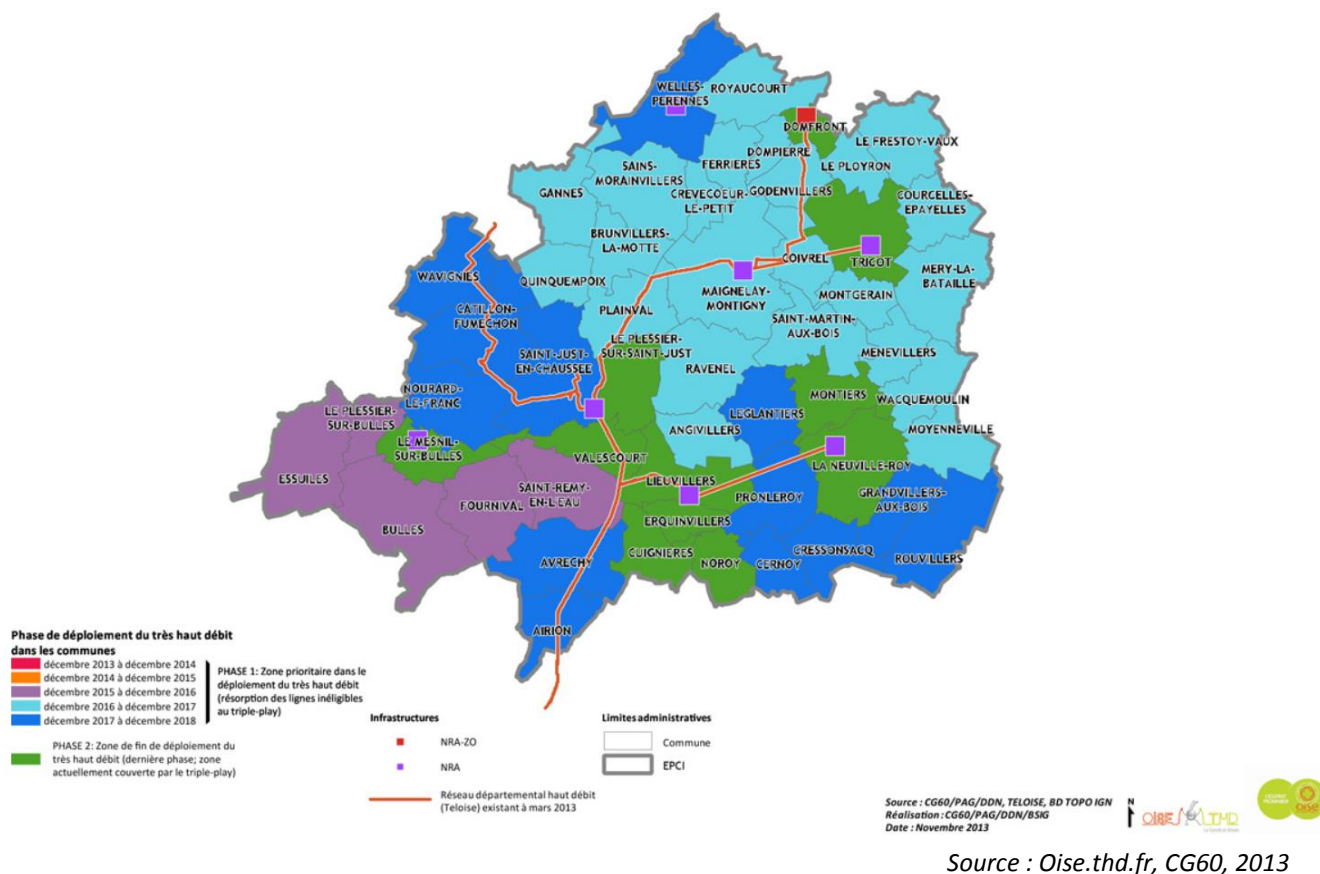 WELLES-
PERENNES
ROYAUCOURT
DOMFRONT
LE FRESTOY-VAUX
DOMPIERRE
FERRIERES
LE PLOYRON
SAINS-
MORAINVILLERS
GANNES
CREVECOEUR-
LE-PETIT
GODENVILLERS
COURCELLES-
EPAYELLES
BRUNVILLERS-
LA-MOTTE
COIVREL
TRICOT
MERY-LA-
BATAILLE
WAVIGNIES
QUINQUEMPOIX
MAIGNELAY-
MONTIGNY
MONTGERAIN
PLAINVAL
CATILLON-
FUMECHON
SAINT-MARTIN-
AUX-BOIS
LE PLESSIER-
SUR-SAINT-JUST
SAINT-JUST-
EN-CHAUSSEE
MENEVILLERS
RAVENEL
NOURARD-
LE-FRANC
MONTIERS
WACQUEMOULIN
LE PLESSIER-
SUR-BULLES
LEGLANTIERS
ANGIVILLERS
MOYENNEVILLE
LE MESNIL-
SUR-BULLES
VALESCOURT
LA NEUVILLE-ROY
ESSUILES
LIEUVILLERS
SAINT-REMY-
EN-L'EAU
PRONLEROY
GRANDVILLERS-
AUX-BOIS
FOURNIVAL
ERQUINVILLERS
BULLES
CUIGNIERES
AVRECHY
NOROY
CERNOY
CRESSONSACQ
ROUVILLERS
AIRION
Phase de déploiement du très haut débit
dans les communes
décembre 2013 à décembre 2014
décembre 2014 à décembre 2015
décembre 2015 à décembre 2016
décembre 2016 à décembre 2017
décembre 2017 à décembre 2018
PHASE 1: Zone prioritaire dans le
déploiement du très haut débit
(résorption des lignes inéligibles
au triple-play)
PHASE 2: Zone de fin de déploiement du
très haut débit (dernière phase; zone
actuellement couverte par le triple-play)
Infrastructures
NRA-ZO
NRA
Réseau départemental haut débit
(Teloise) existant à mars 2013
Limites administratives
Commune
EPCI
Source : CG60/PAG/DDN, TELOISE, BD TOPO IGN
Réalisation : CG60/PAG/DDN/BSIG
Date : Novembre 2013
N
Oise
Source : Oise.thd.fr, CG60, 2013